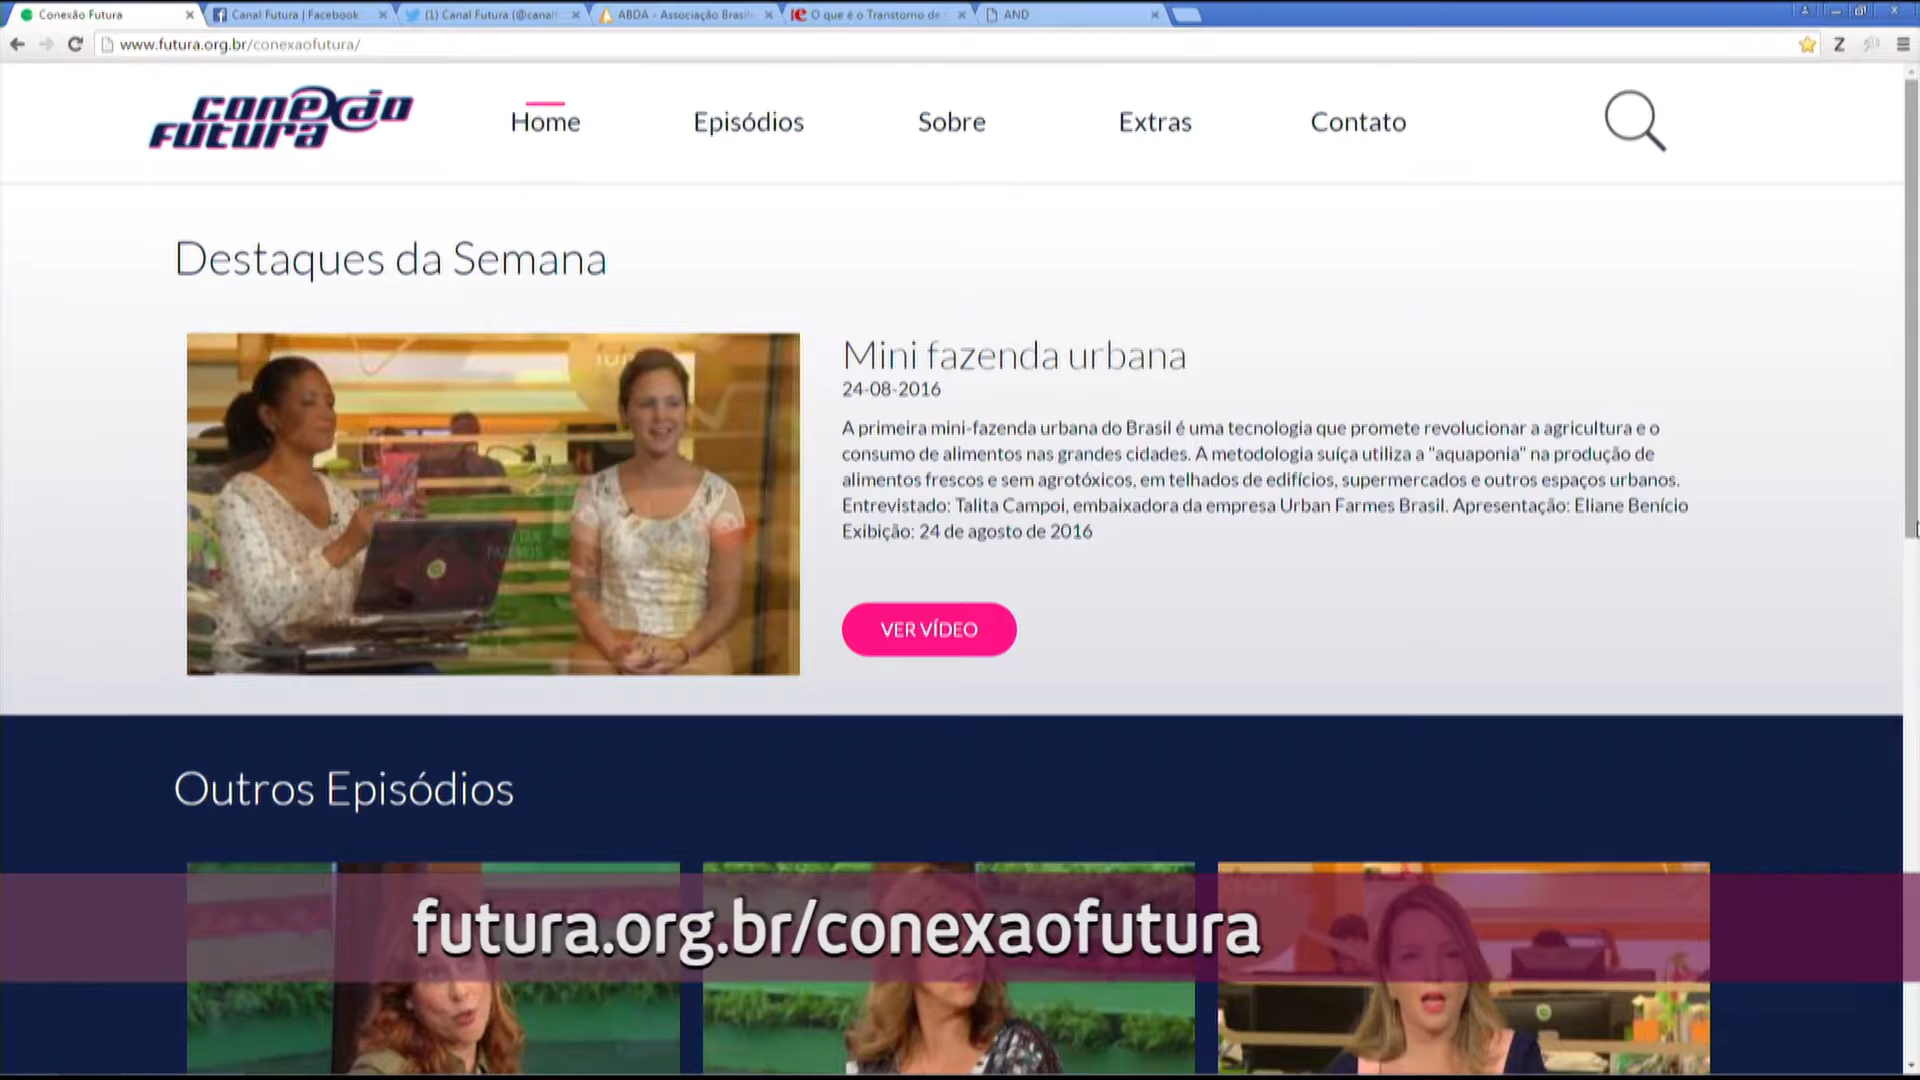 Conexão Futura
Canal Futura | Facebook
(1) Canal Futura (@canalf
ABDA - Associação Brasile
O que é o Transtorno de
AND
www.futura.org.br/conexaofutura/
conexão
futura
Home
Episódios
Sobre
Extras
Contato
Destaques da Semana
Mini fazenda urbana
24-08-2016
A primeira mini-fazenda urbana do Brasil é uma tecnologia que promete revolucionar a agricultura e o
consumo de alimentos nas grandes cidades. A metodologia suíça utiliza a "aquaponia" na produção de
alimentos frescos e sem agrotóxicos, em telhados de edifícios, supermercados e outros espaços urbanos.
Entrevistado: Talita Campoi, embaixadora da empresa Urban Farmes Brasil. Apresentação: Eliane Benício
Exibição: 24 de agosto de 2016
VER VÍDEO
Outros Episódios
futura.org.br/conexaofutura